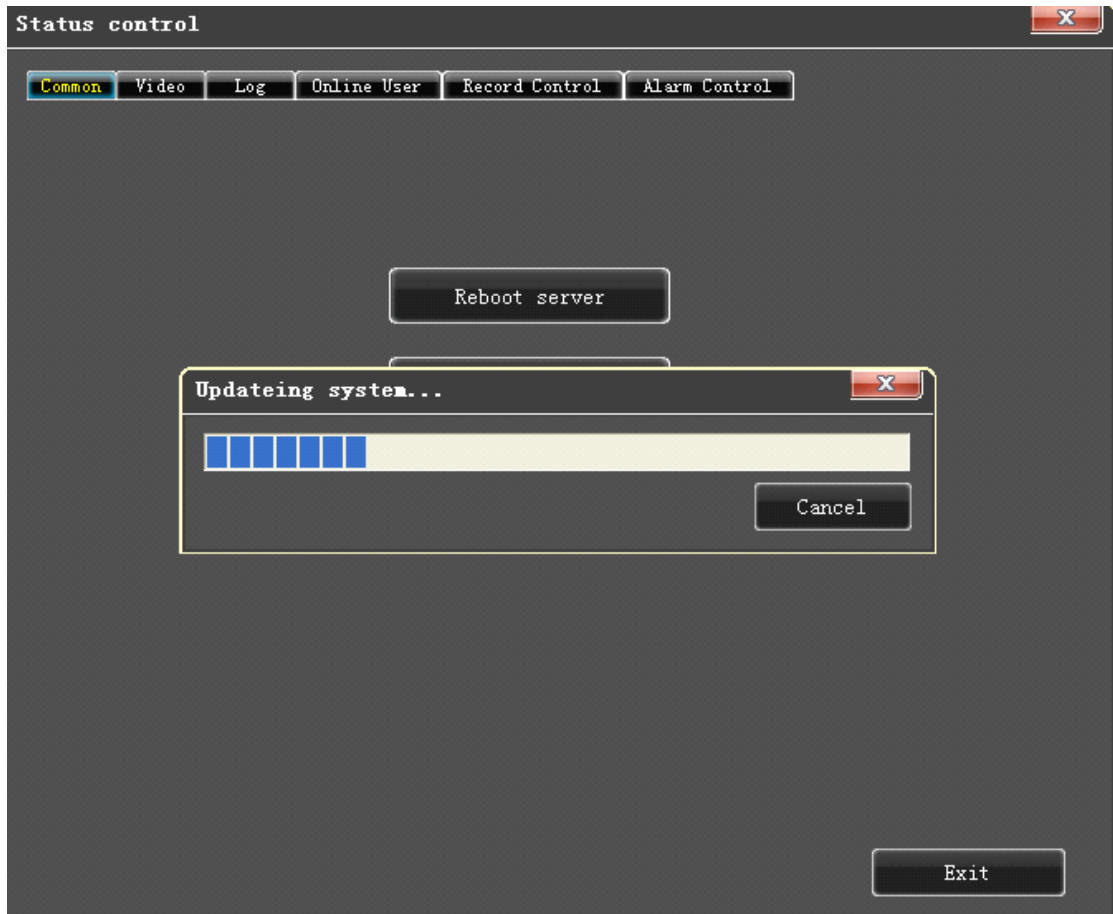 Status control
Common Video Log Online User Record Control Alarm Control
Reboot server
Updateing system...
Cancel
Exit